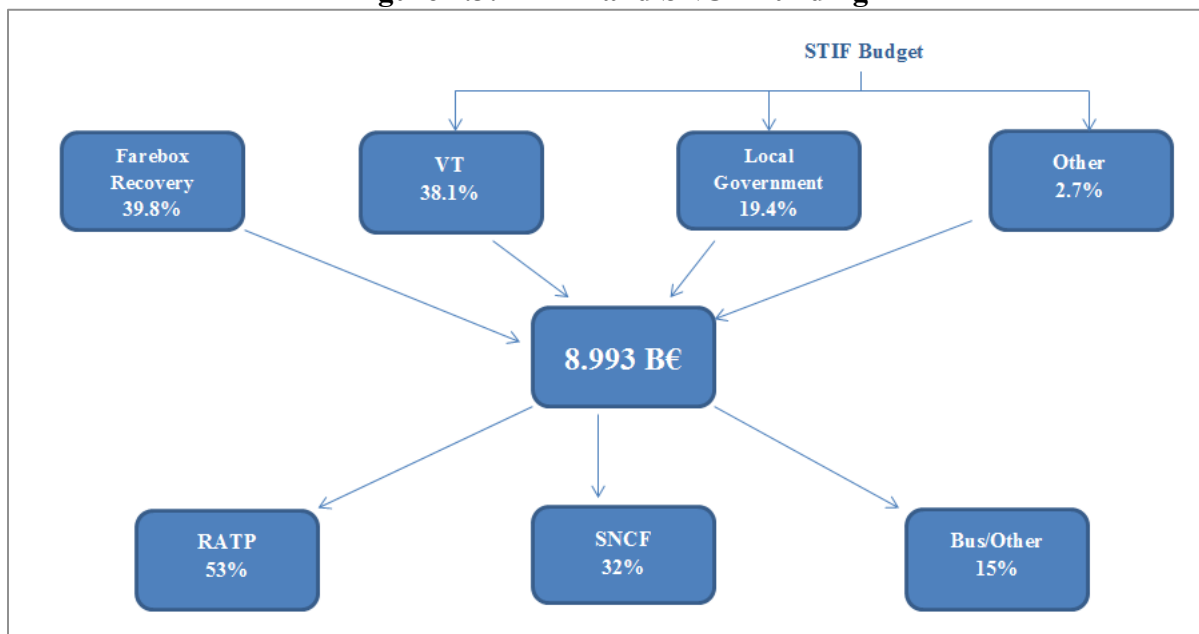 STIF Budget
Farebox
Recovery
39.8%
VT
38.1%
Local
Government
19.4%
Other
2.7%
8.993 B€
RATP
53%
SNCF
32%
Bus/Other
15%